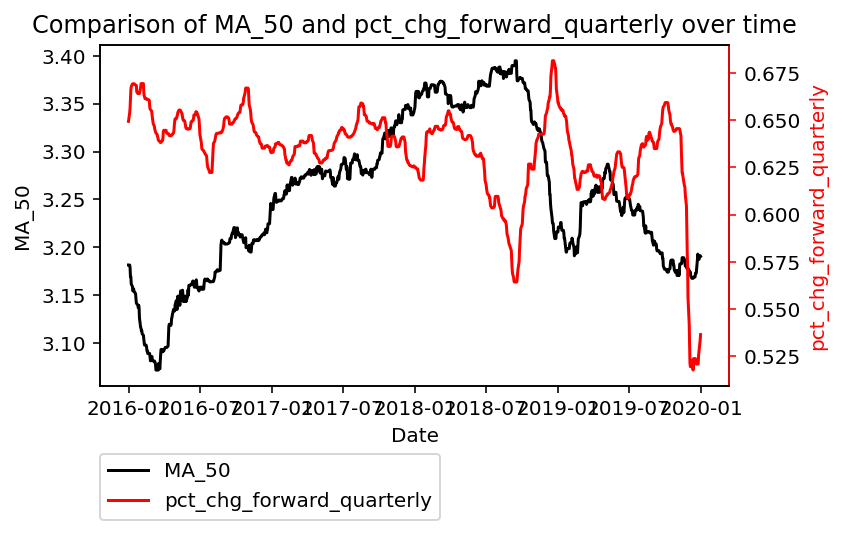 Comparison of MA_50 and pct_chg_forward_quarterly over time
3.40
3.35
3.30
3.25
3.20
3.15
3.10
MA_50
0.675
0.650
0.625
0.600
0.575
0.550
0.525
pct_chg_forward_quarterly
2016-01 2016-07 2017-01 2017-07 2018-01 2018-07 2019-01 2019-07 2020-01
Date
MA_50
pct_chg_forward_quarterly